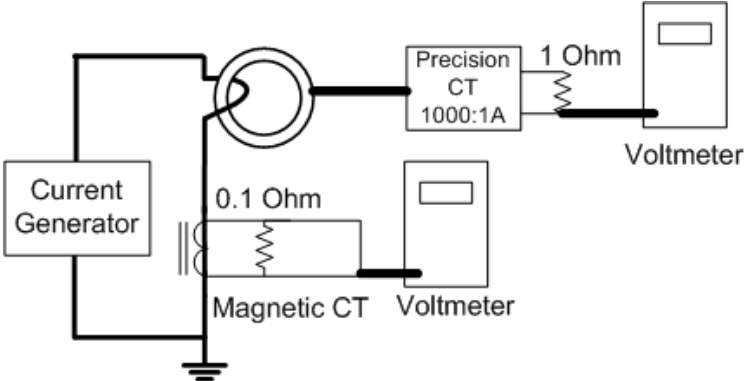 Precision
CT
1000:1A
1 Ohm
Voltmeter
Current
Generator
0.1 Ohm
Magnetic CT
Voltmeter